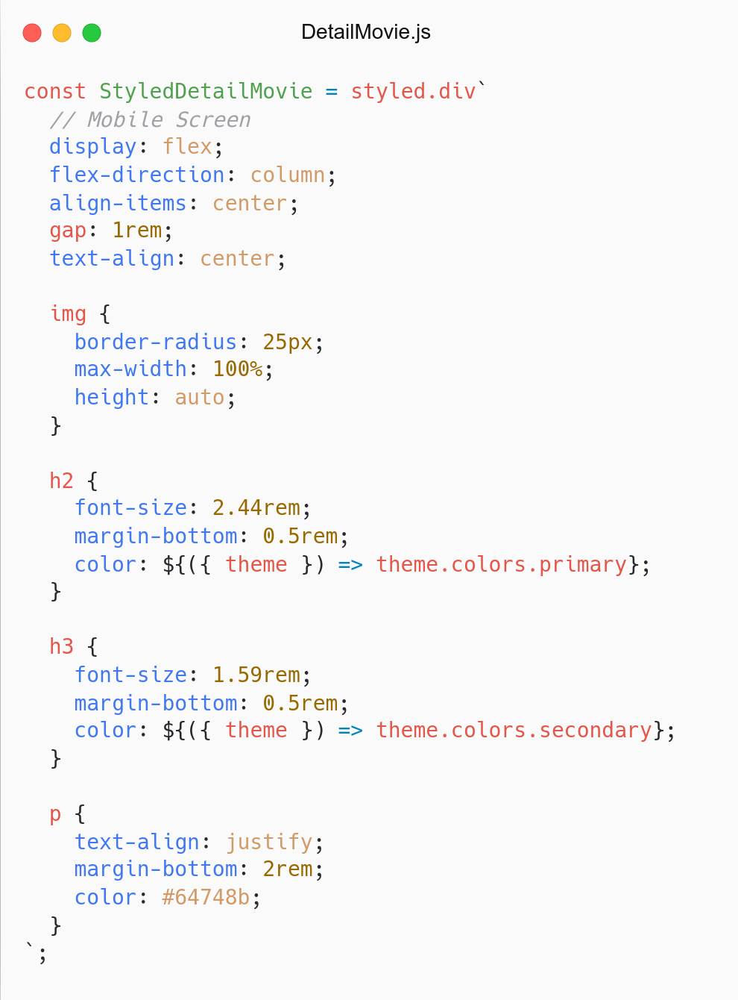 DetailMovie.js
const StyledDetailMovie = styled.div`
  // Mobile Screen
  display: flex;
  flex-direction: column;
  align-items: center;
  gap: 1rem;
  text-align: center;

  img {
    border-radius: 25px;
    max-width: 100%;
    height: auto;
  }

  h2 {
    font-size: 2.44rem;
    margin-bottom: 0.5rem;
    color: ${({ theme }) => theme.colors.primary};
  }

  h3 {
    font-size: 1.59rem;
    margin-bottom: 0.5rem;
    color: ${({ theme }) => theme.colors.secondary};
  }

  p {
    text-align: justify;
    margin-bottom: 2rem;
    color: #64748b;
  }
`;